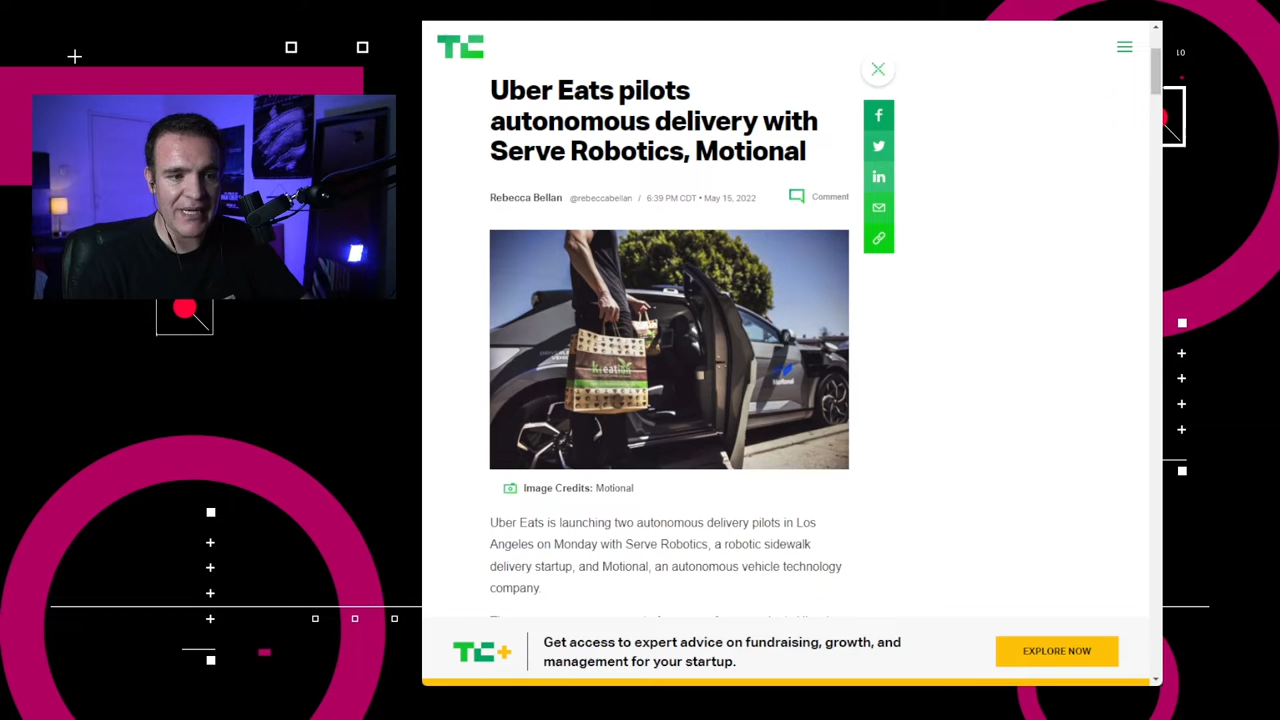 TC
Uber Eats pilots
autonomous delivery with
Serve Robotics, Motional
Rebecca Bellan @rebeccabellan / 6:39 PM CDT • May 15, 2022 Comment
Kreation
Motional
Image Credits: Motional
Uber Eats is launching two autonomous delivery pilots in Los
Angeles on Monday with Serve Robotics, a robotic sidewalk
delivery startup, and Motional, an autonomous vehicle technology
company.
TC+
Get access to expert advice on fundraising, growth, and
management for your startup.
EXPLORE NOW